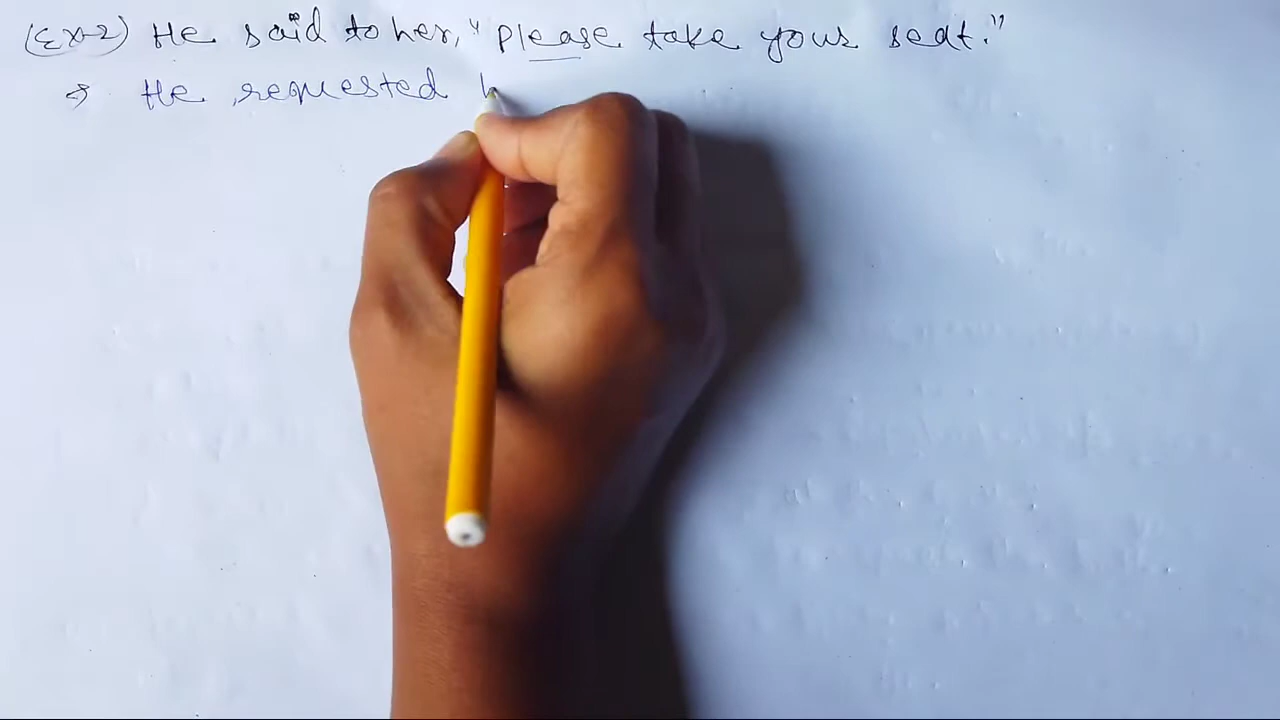 (Ex-2) He said to her, "please take your seat."
⇒ He requested h